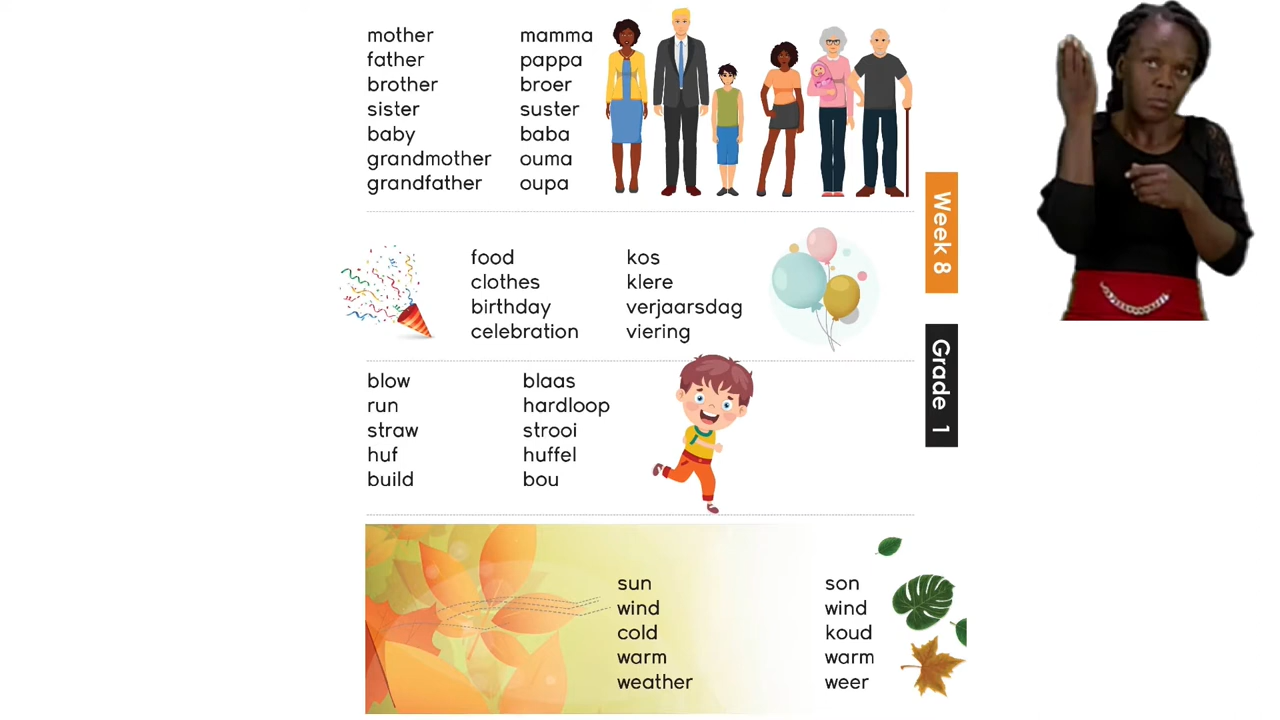 mother mamma
father pappa
brother broer
sister suster
baby baba
grandmother ouma
grandfather oupa
Week 8
food kos
clothes klere
birthday verjaarsdag
celebration viering
Grade 1
blow blaas
run hardloop
straw strooi
huf huffel
build bou
sun son
wind wind
cold koud
warm warm
weather weer